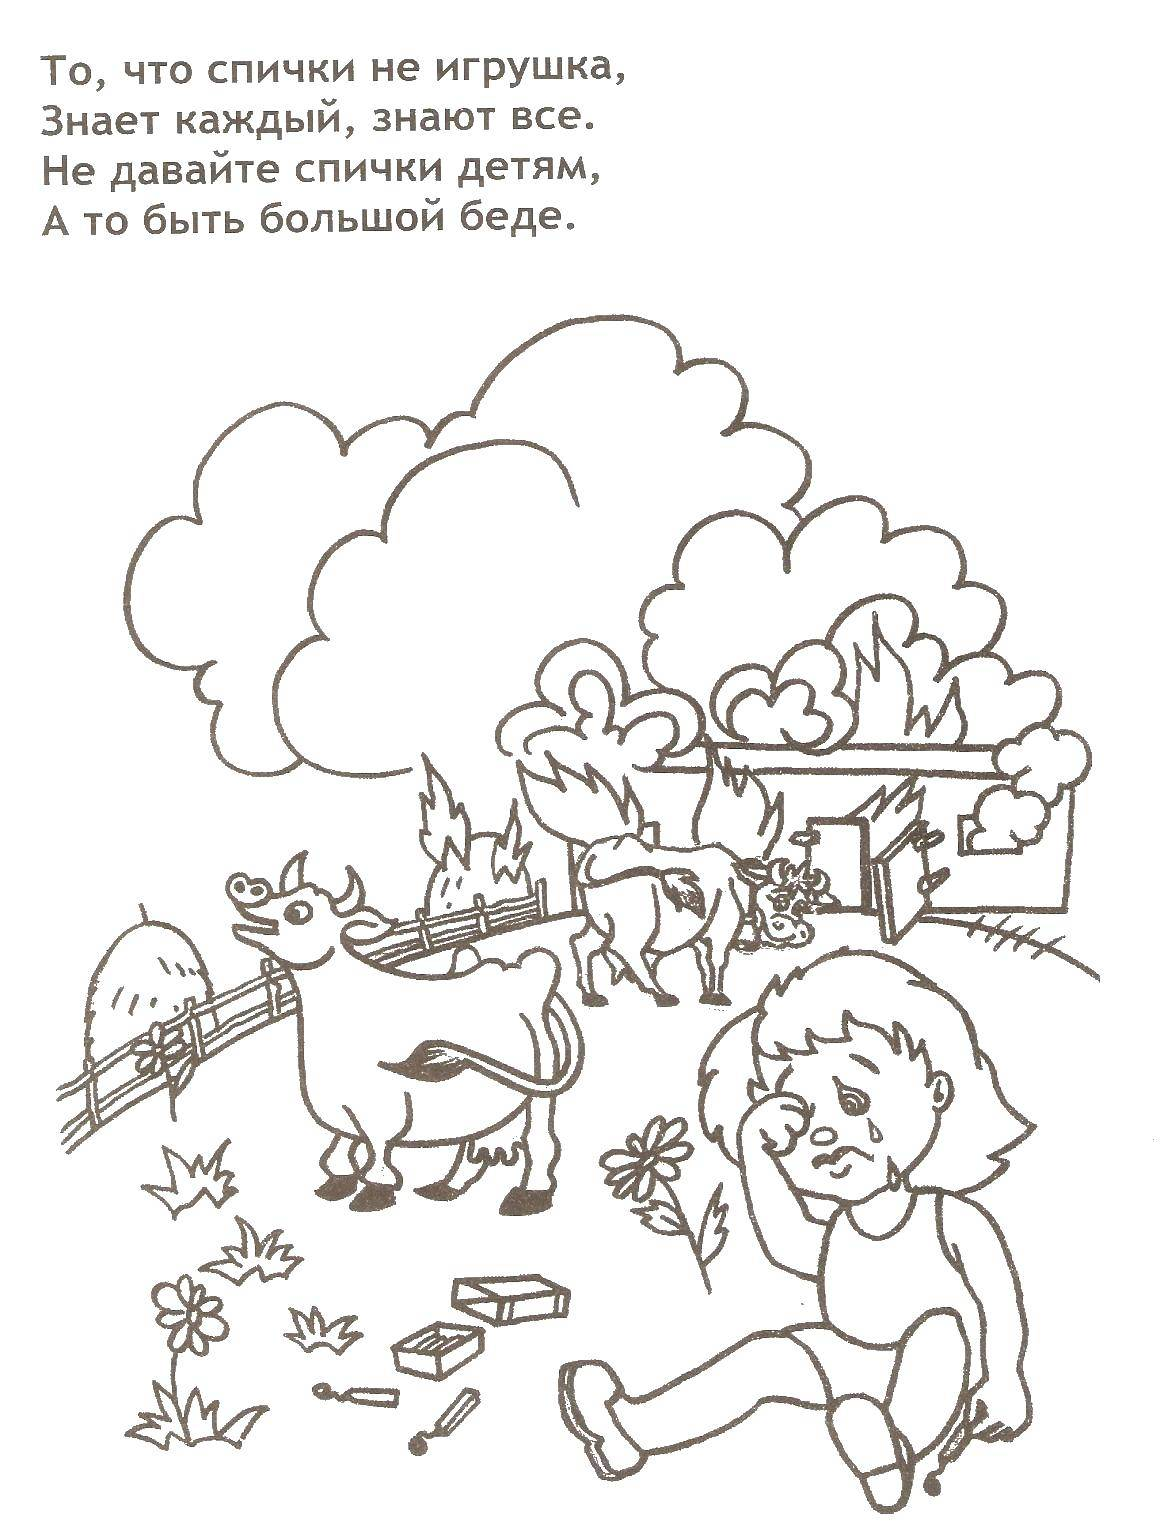 То, что спички не игрушка,
Знает каждый, знают все.
Не давайте спички детям,
А то быть большой беде.